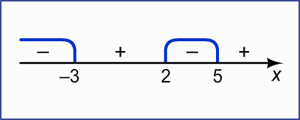 – + – +
–3 2 5 x